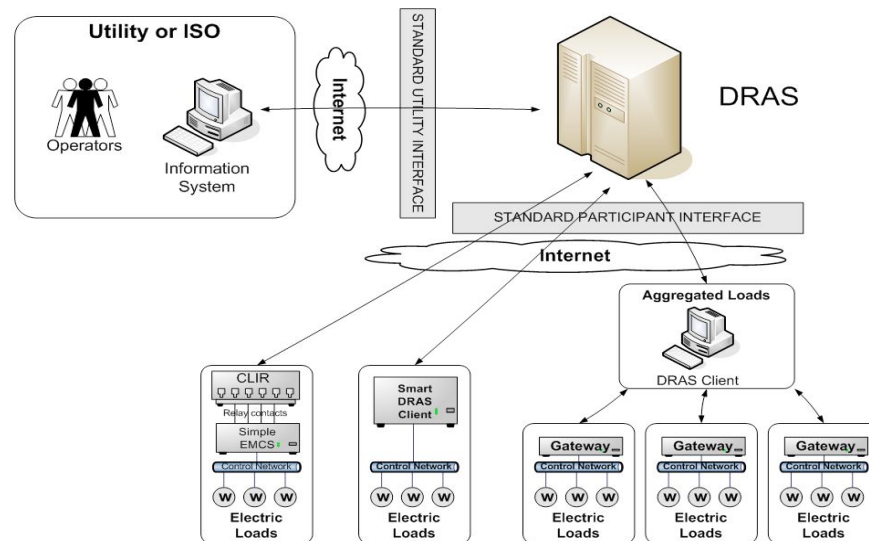 Utility or ISO
Operators
Information
System
Internet
STANDARD UTILITY INTERFACE
DRAS
STANDARD PARTICIPANT INTERFACE
Internet
Aggregated Loads
DRAS Client
CLIR
Relay contacts
Simple
EMCS
Control Network
W W W
Electric
Loads
Smart
DRAS
Client
Control Network
W W W
Electric
Loads
Gateway
Control Network
W W W
Electric
Loads
Gateway
Control Network
W W W
Electric
Loads
Gateway
Control Network
W W W
Electric
Loads